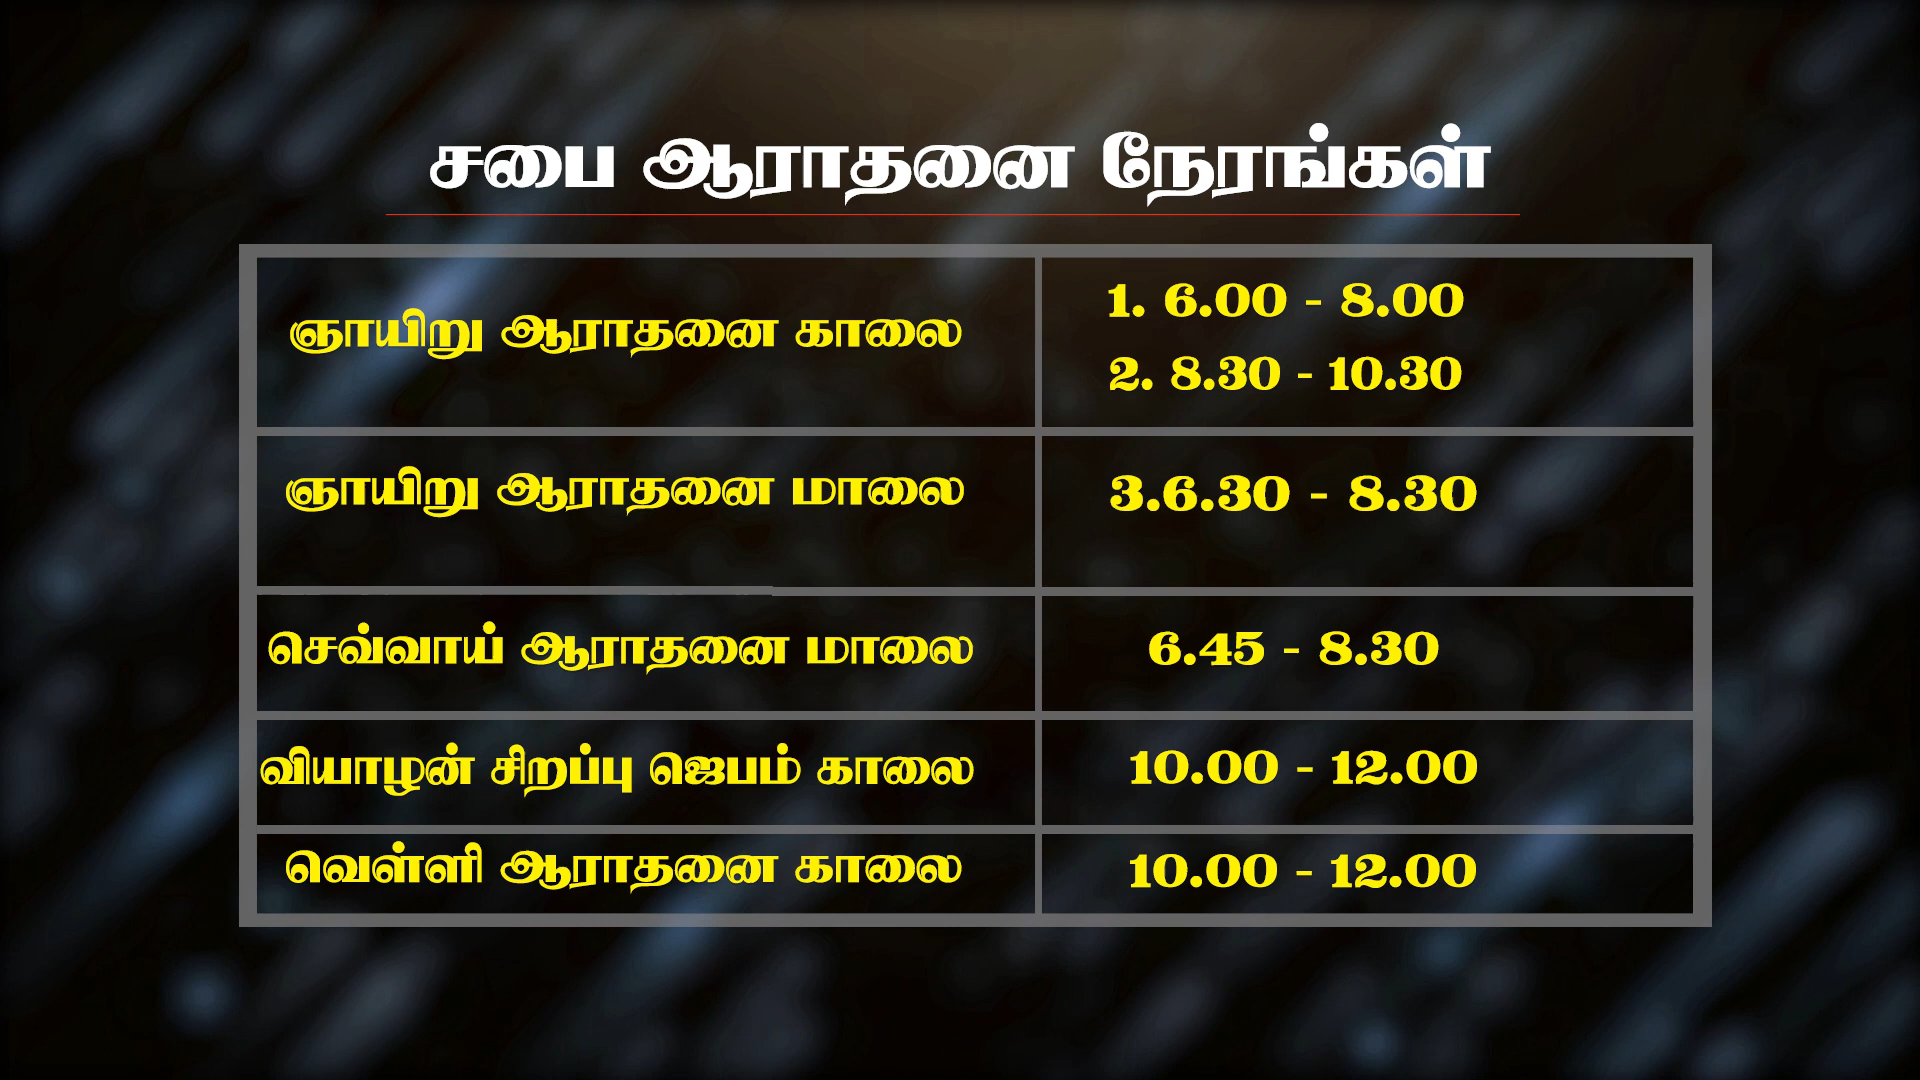 சபை ஆராதனை நேரங்கள்
ஞாயிறு ஆராதனை காலை
1. 6.00 - 8.00
2. 8.30 - 10.30
ஞாயிறு ஆராதனை மாலை
3.6.30 - 8.30
செவ்வாய் ஆராதனை மாலை
6.45 - 8.30
வியாழன் சிறப்பு ஜெபம் காலை
10.00 - 12.00
வெள்ளி ஆராதனை காலை
10.00 - 12.00